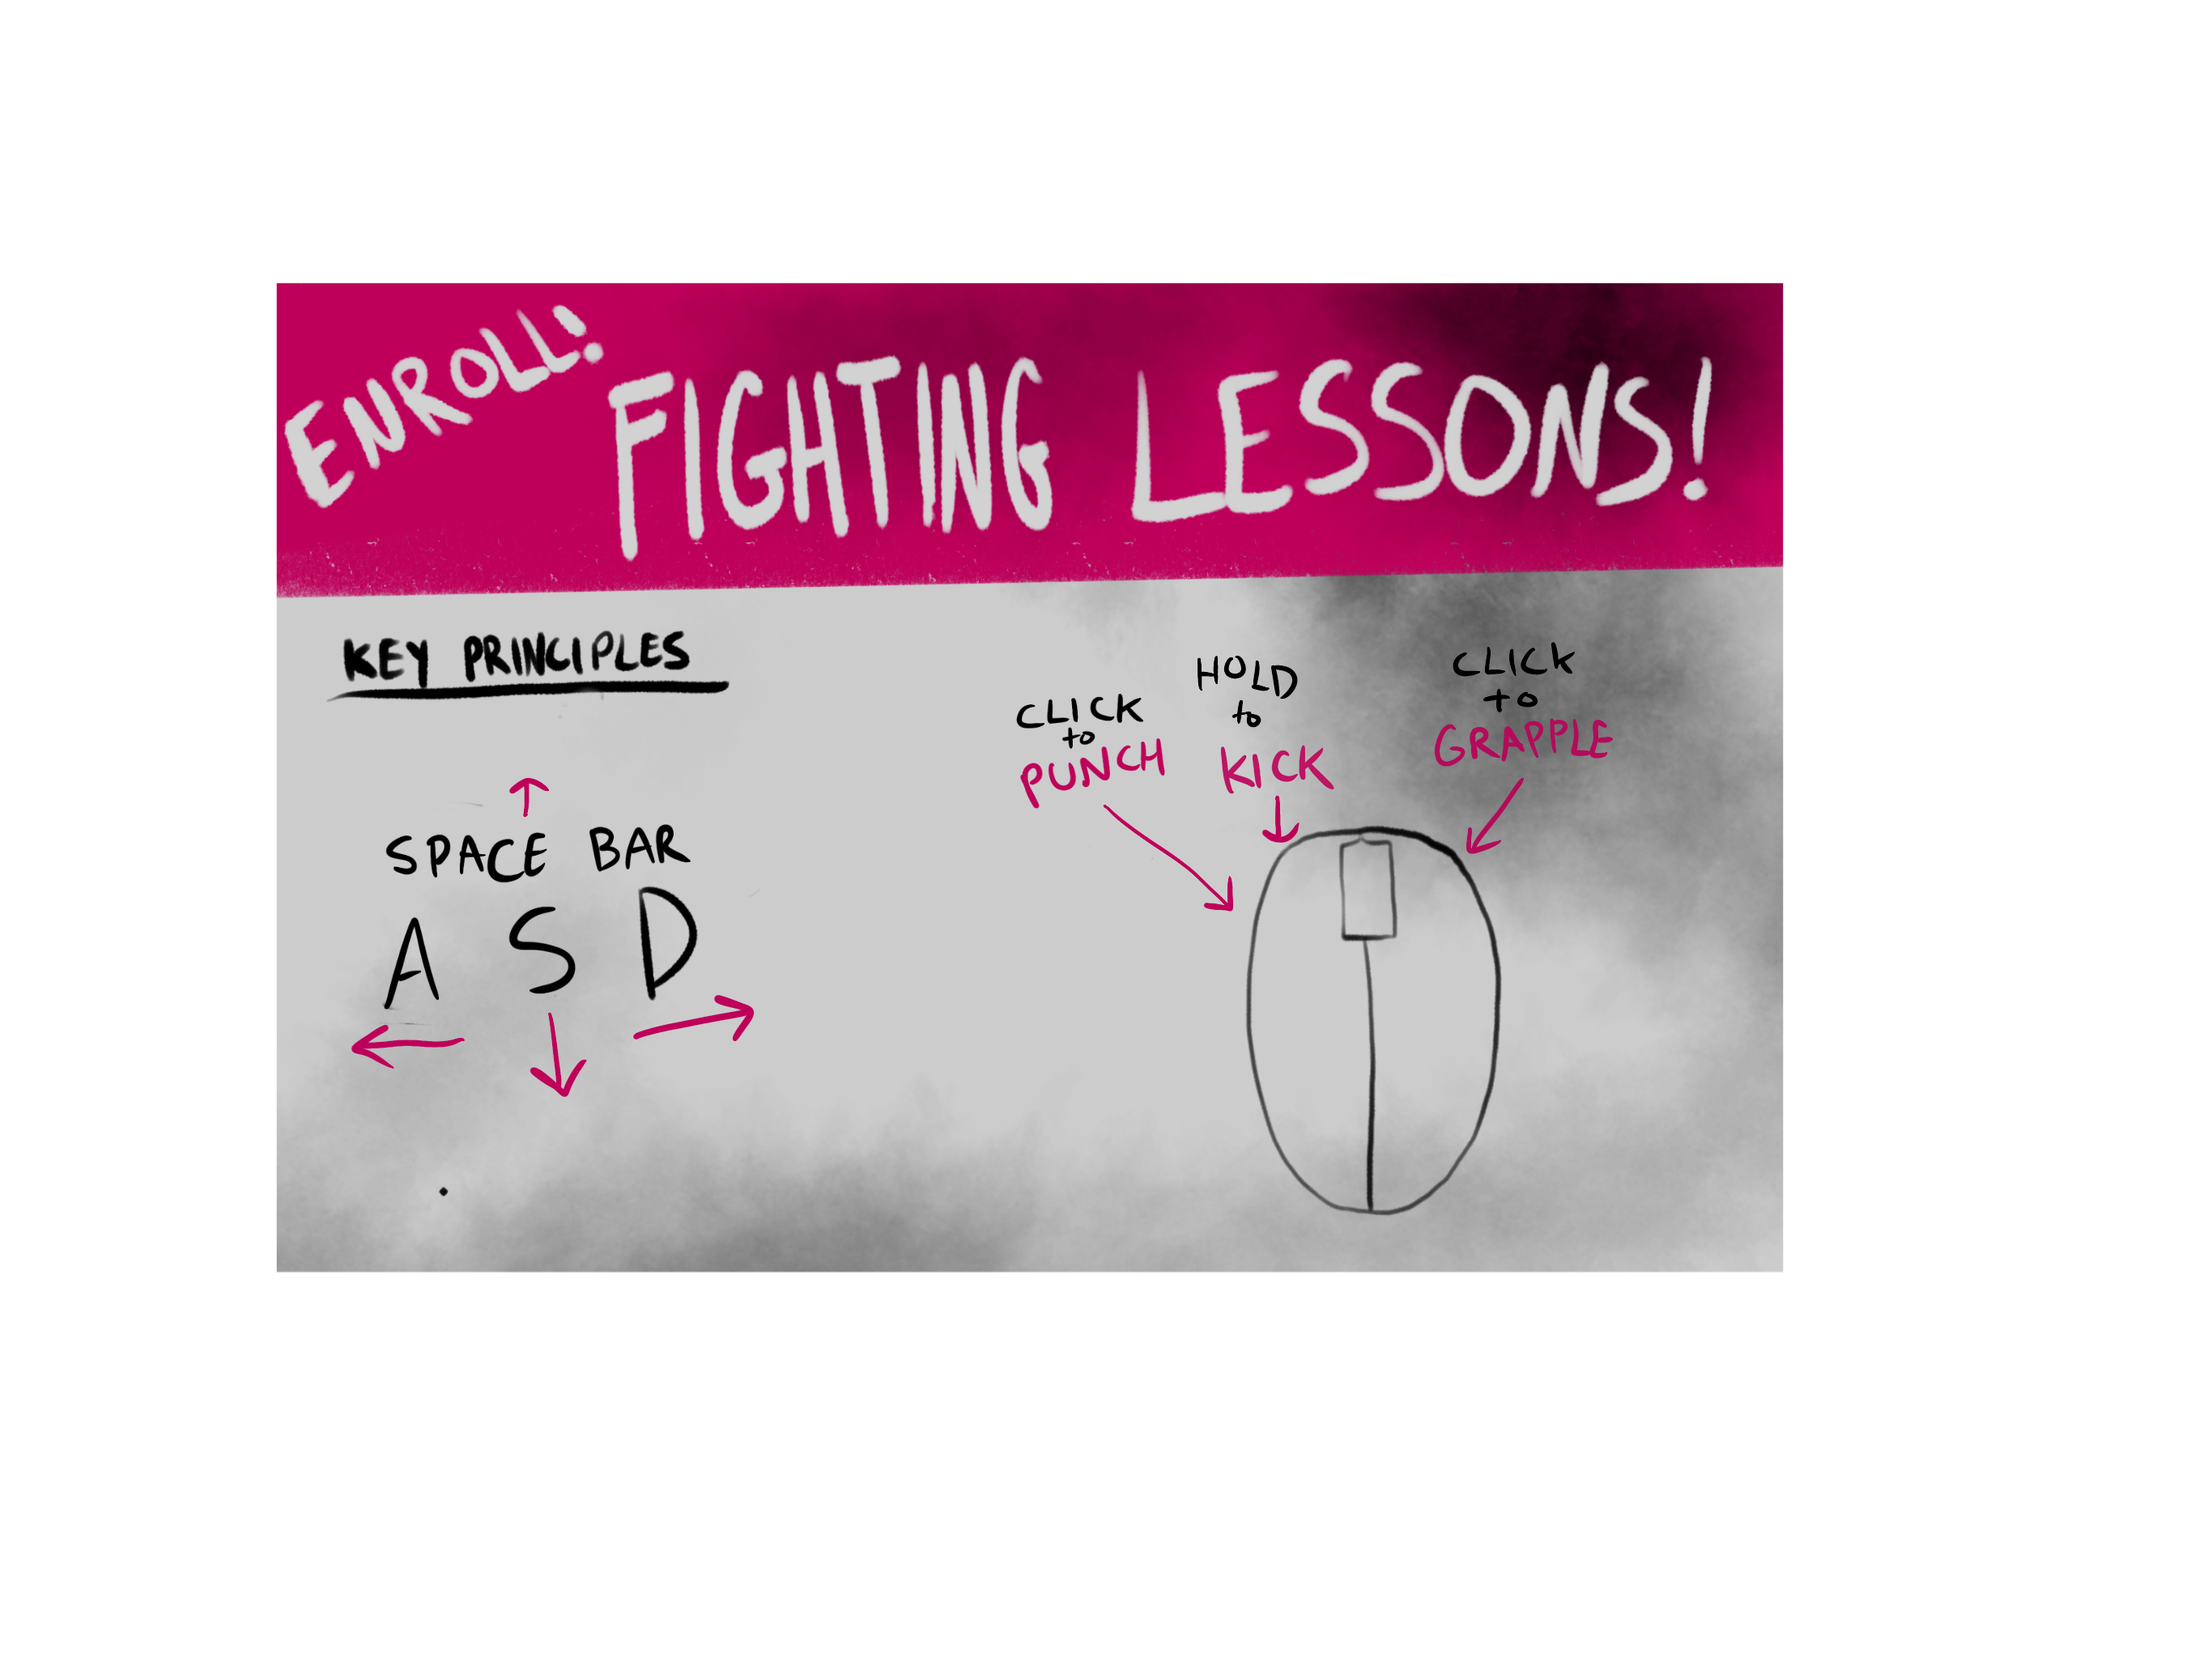 ENROLL!
FIGHTING LESSONS!
KEY PRINCIPLES
SPACE BAR
A S D
CLICK
to
PUNCH
HOLD
to
KICK
CLICK
to
GRAPPLE